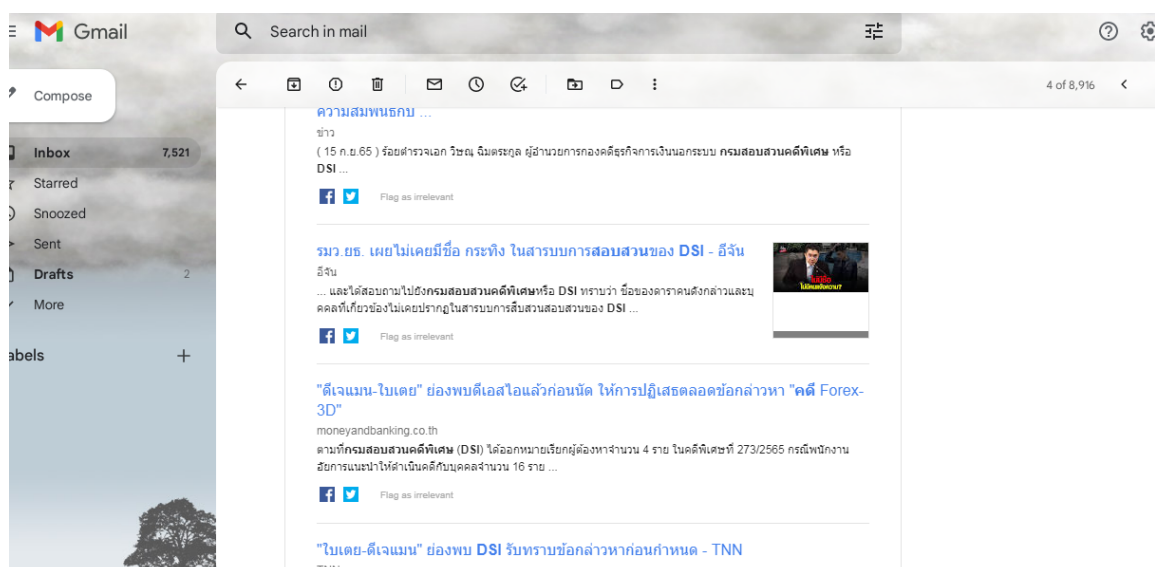 Gmail
Search in mail
Compose
4 of 8,916
Inbox 7,521
Starred
Snoozed
Sent
Drafts 2
More
abels
ความสัมพันธ์กับ ...
ข่าว
( 15 ก.ย.65 ) ร้อยตำรวจเอก วิษณุ ฉิมตระกูล ผู้อำนวยการกองคดีธุรกิจการเงินนอกระบบ กรมสอบสวนคดีพิเศษ หรือ
DSI ...
Flag as irrelevant
รมว.ยธ. เผยไม่เคยมีชื่อ กระทิง ในสารบบการสอบสวนของ DSI - อีจัน
อีจัน
... และได้สอบถามไปยังกรมสอบสวนคดีพิเศษหรือ DSI ทราบว่า ชื่อของดาราคนดังกล่าวและบุ
คคลที่เกี่ยวข้องไม่เคยปรากฏในสารบบการสืบสวนสอบสวนของ DSI ...
Flag as irrelevant
"ดีเจแมน-ใบเตย" ย่องพบดีเอสไอแล้วก่อนนัด ให้การปฏิเสธตลอดข้อกล่าวหา "คดี Forex-
3D"
moneyandbanking.co.th
ตามที่กรมสอบสวนคดีพิเศษ (DSI) ได้ออกหมายเรียกผู้ต้องหาจำนวน 4 ราย ในคดีพิเศษที่ 273/2565 กรณีพนักงาน
อัยการแนะนำให้ดำเนินคดีกับบุคคลจำนวน 16 ราย ...
Flag as irrelevant
"ใบเตย-ดีเจแมน" ย่องพบ DSI รับทราบข้อกล่าวหาก่อนกำหนด - TNN